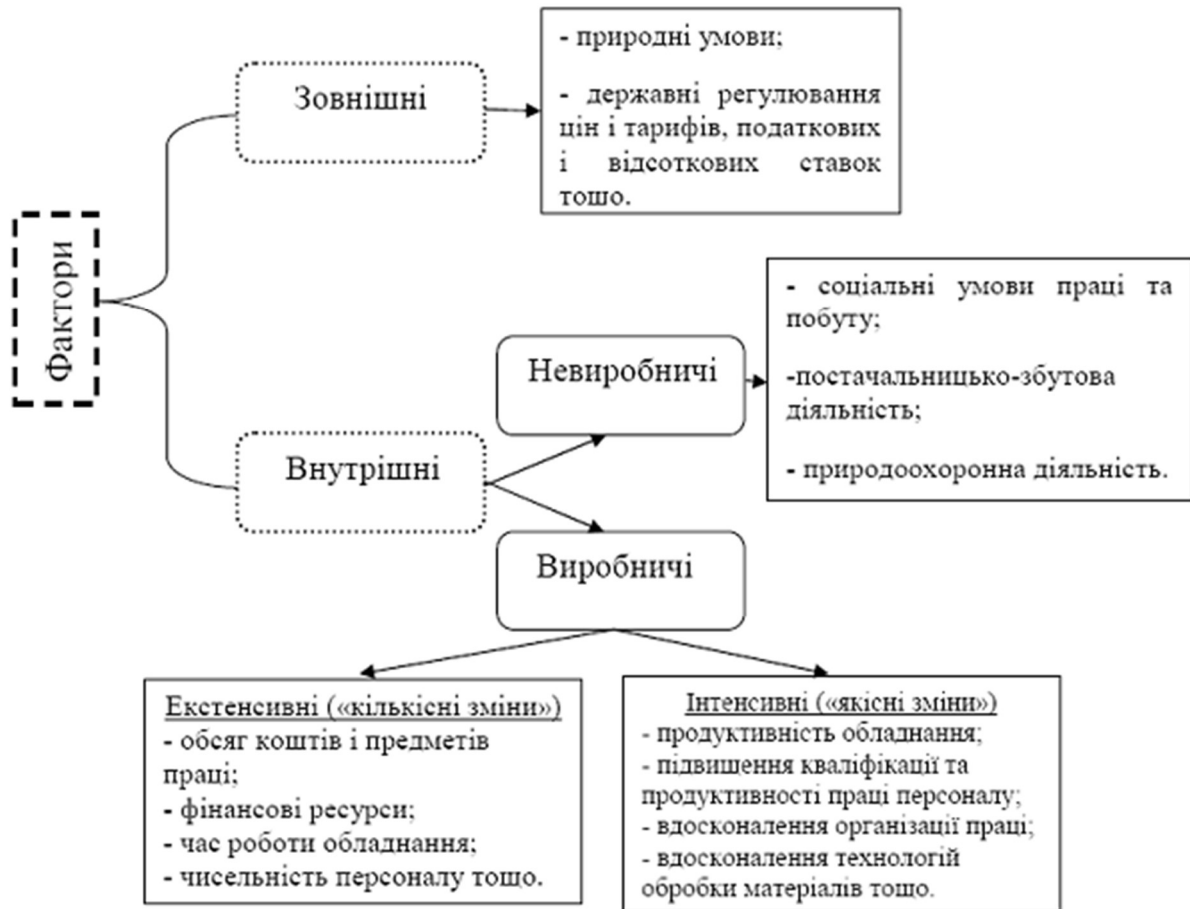 Фактори
Зовнішні
- природні умови;
- державні регулювання
цін і тарифів, податкових
і відсоткових ставок
тошо.
Внутрішні
Невиробничі
- соціальні умови праці та
побуту;
-постачальницько-збутова
діяльність;
- природоохоронна діяльність.
Виробничі
Екстенсивні («кількісні зміни»)
- обсяг коштів і предметів
праці;
- фінансові ресурси;
- час роботи обладнання;
- чисельність персоналу тощо.
Інтенсивні («якісні зміни»)
- продуктивність обладнання;
- підвищення кваліфікації та
продуктивності праці персоналу;
- вдосконалення організації праці;
- вдосконалення технологій
обробки матеріалів тощо.